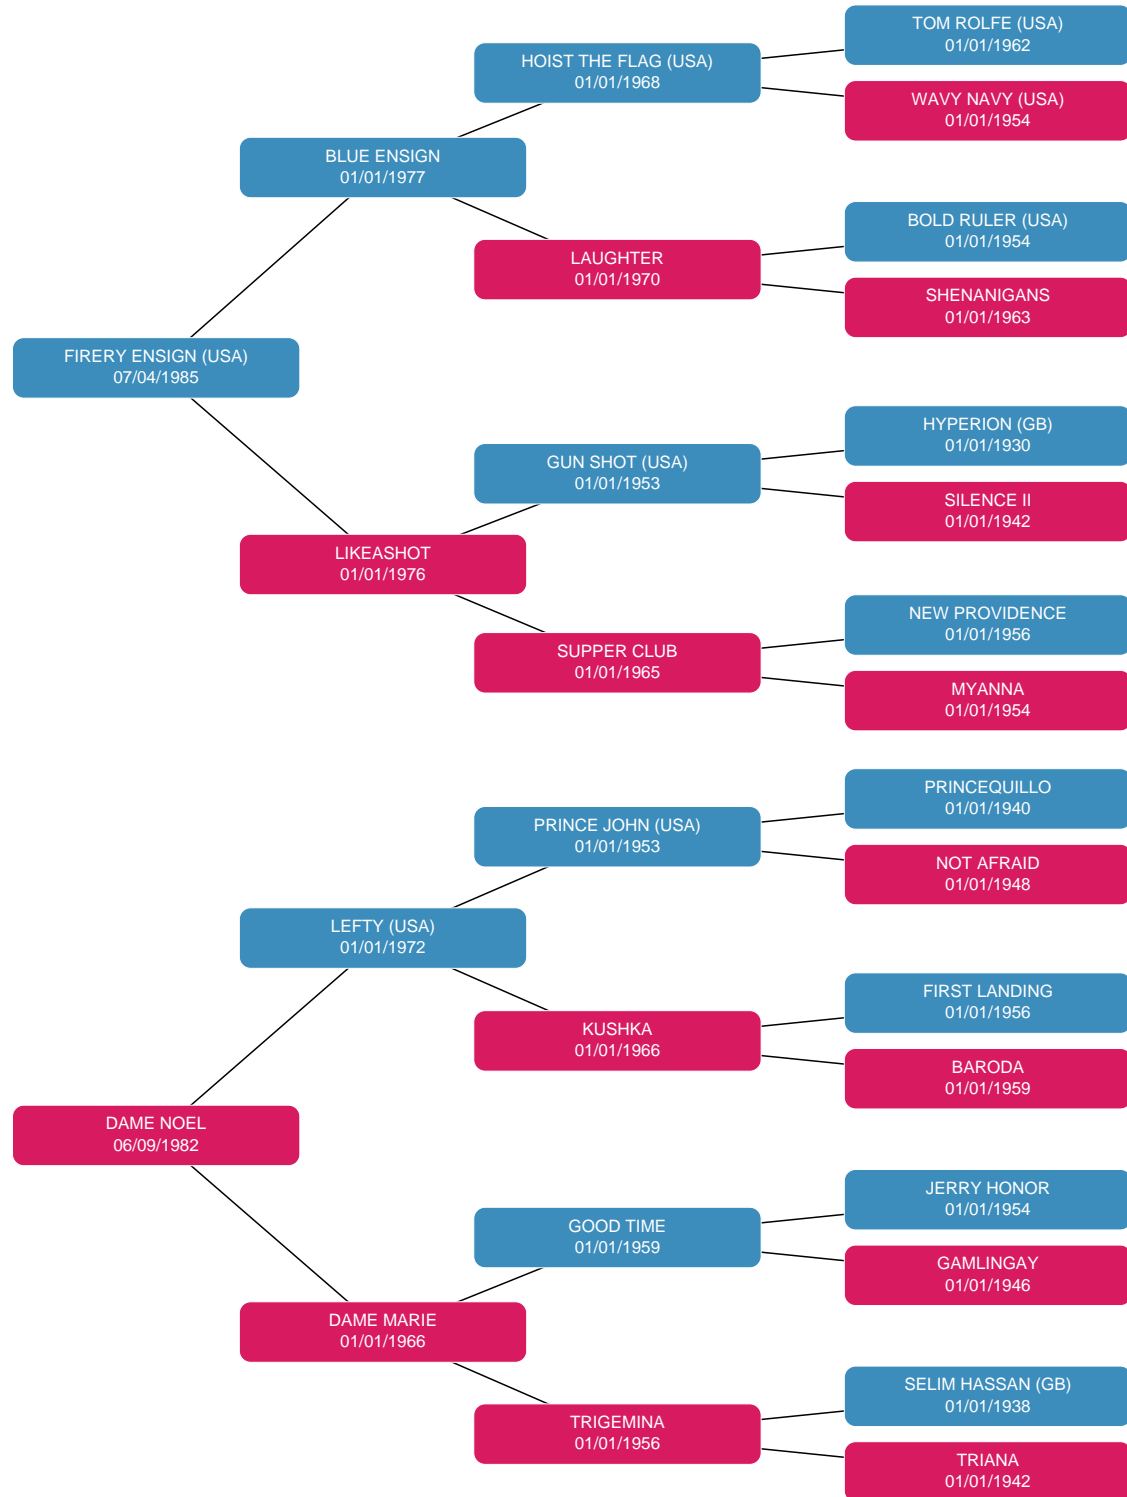 TOM ROLFE (USA)
01/01/1962
HOIST THE FLAG (USA)
01/01/1968
WAVY NAVY (USA)
01/01/1954
BLUE ENSIGN
01/01/1977
BOLD RULER (USA)
01/01/1954
LAUGHTER
01/01/1970
SHENANIGANS
01/01/1963
FIRERY ENSIGN (USA)
07/04/1985
HYPERION (GB)
01/01/1930
GUN SHOT (USA)
01/01/1953
SILENCE II
01/01/1942
LIKEASHOT
01/01/1976
NEW PROVIDENCE
01/01/1956
SUPPER CLUB
01/01/1965
MYANNA
01/01/1954
PRINCEQUILLO
01/01/1940
PRINCE JOHN (USA)
01/01/1953
NOT AFRAID
01/01/1948
LEFTY (USA)
01/01/1972
FIRST LANDING
01/01/1956
KUSHKA
01/01/1966
BARODA
01/01/1959
DAME NOEL
06/09/1982
JERRY HONOR
01/01/1954
GOOD TIME
01/01/1959
GAMLINGAY
01/01/1946
DAME MARIE
01/01/1966
SELIM HASSAN (GB)
01/01/1938
TRIGEMINA
01/01/1956
TRIANA
01/01/1942